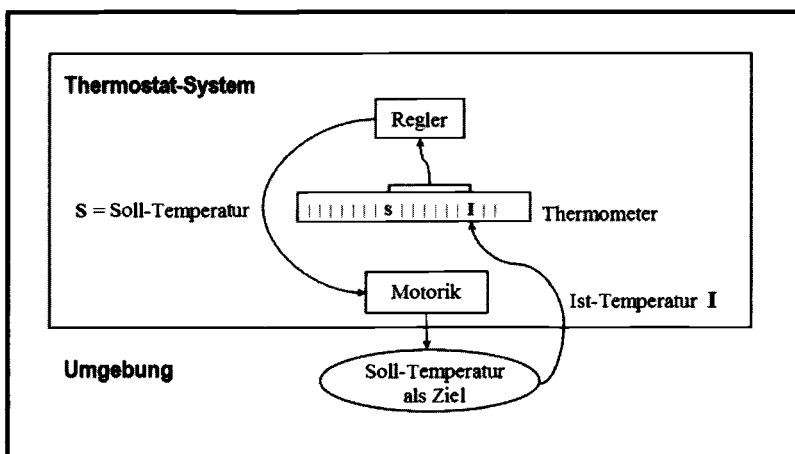 Thermostat-System
Regler
S = Soll-Temperatur
S I
Thermometer
Motorik
Ist-Temperatur I
Umgebung
Soll-Temperatur
als Ziel